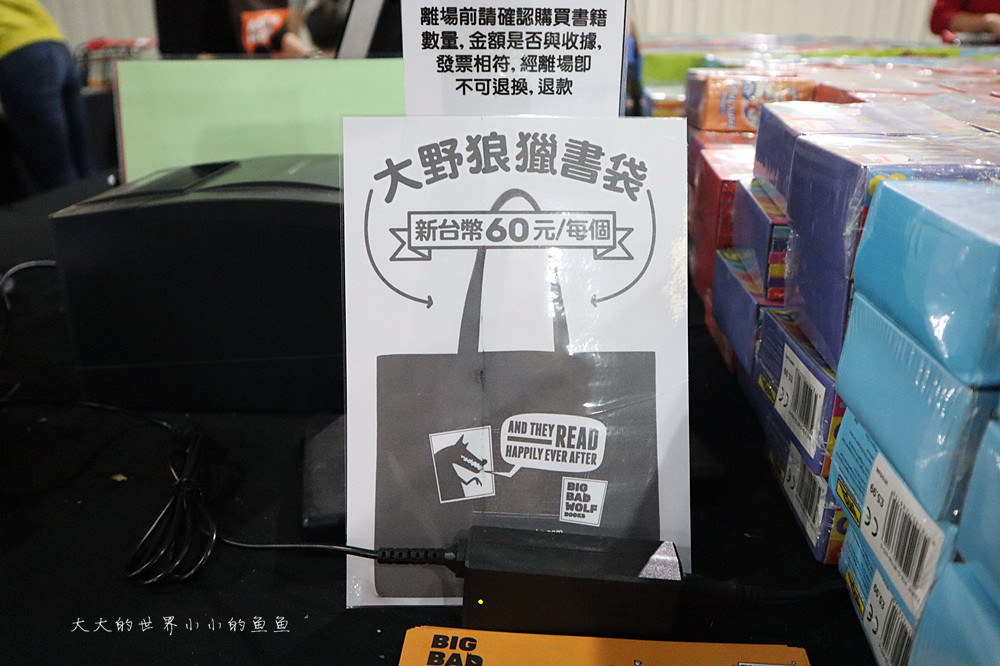 離場前請確認購買書籍
數量, 金額是否與收據,
發票相符, 經離場即
不可退換, 退款
大野狼獵書袋
新台幣60元/每個
AND THEY
READ
HAPPILY EVER AFTER
BIG
BAD
WOLF
BOOKS
£5.99
大大的世界小小的魚魚
BIG
BAD